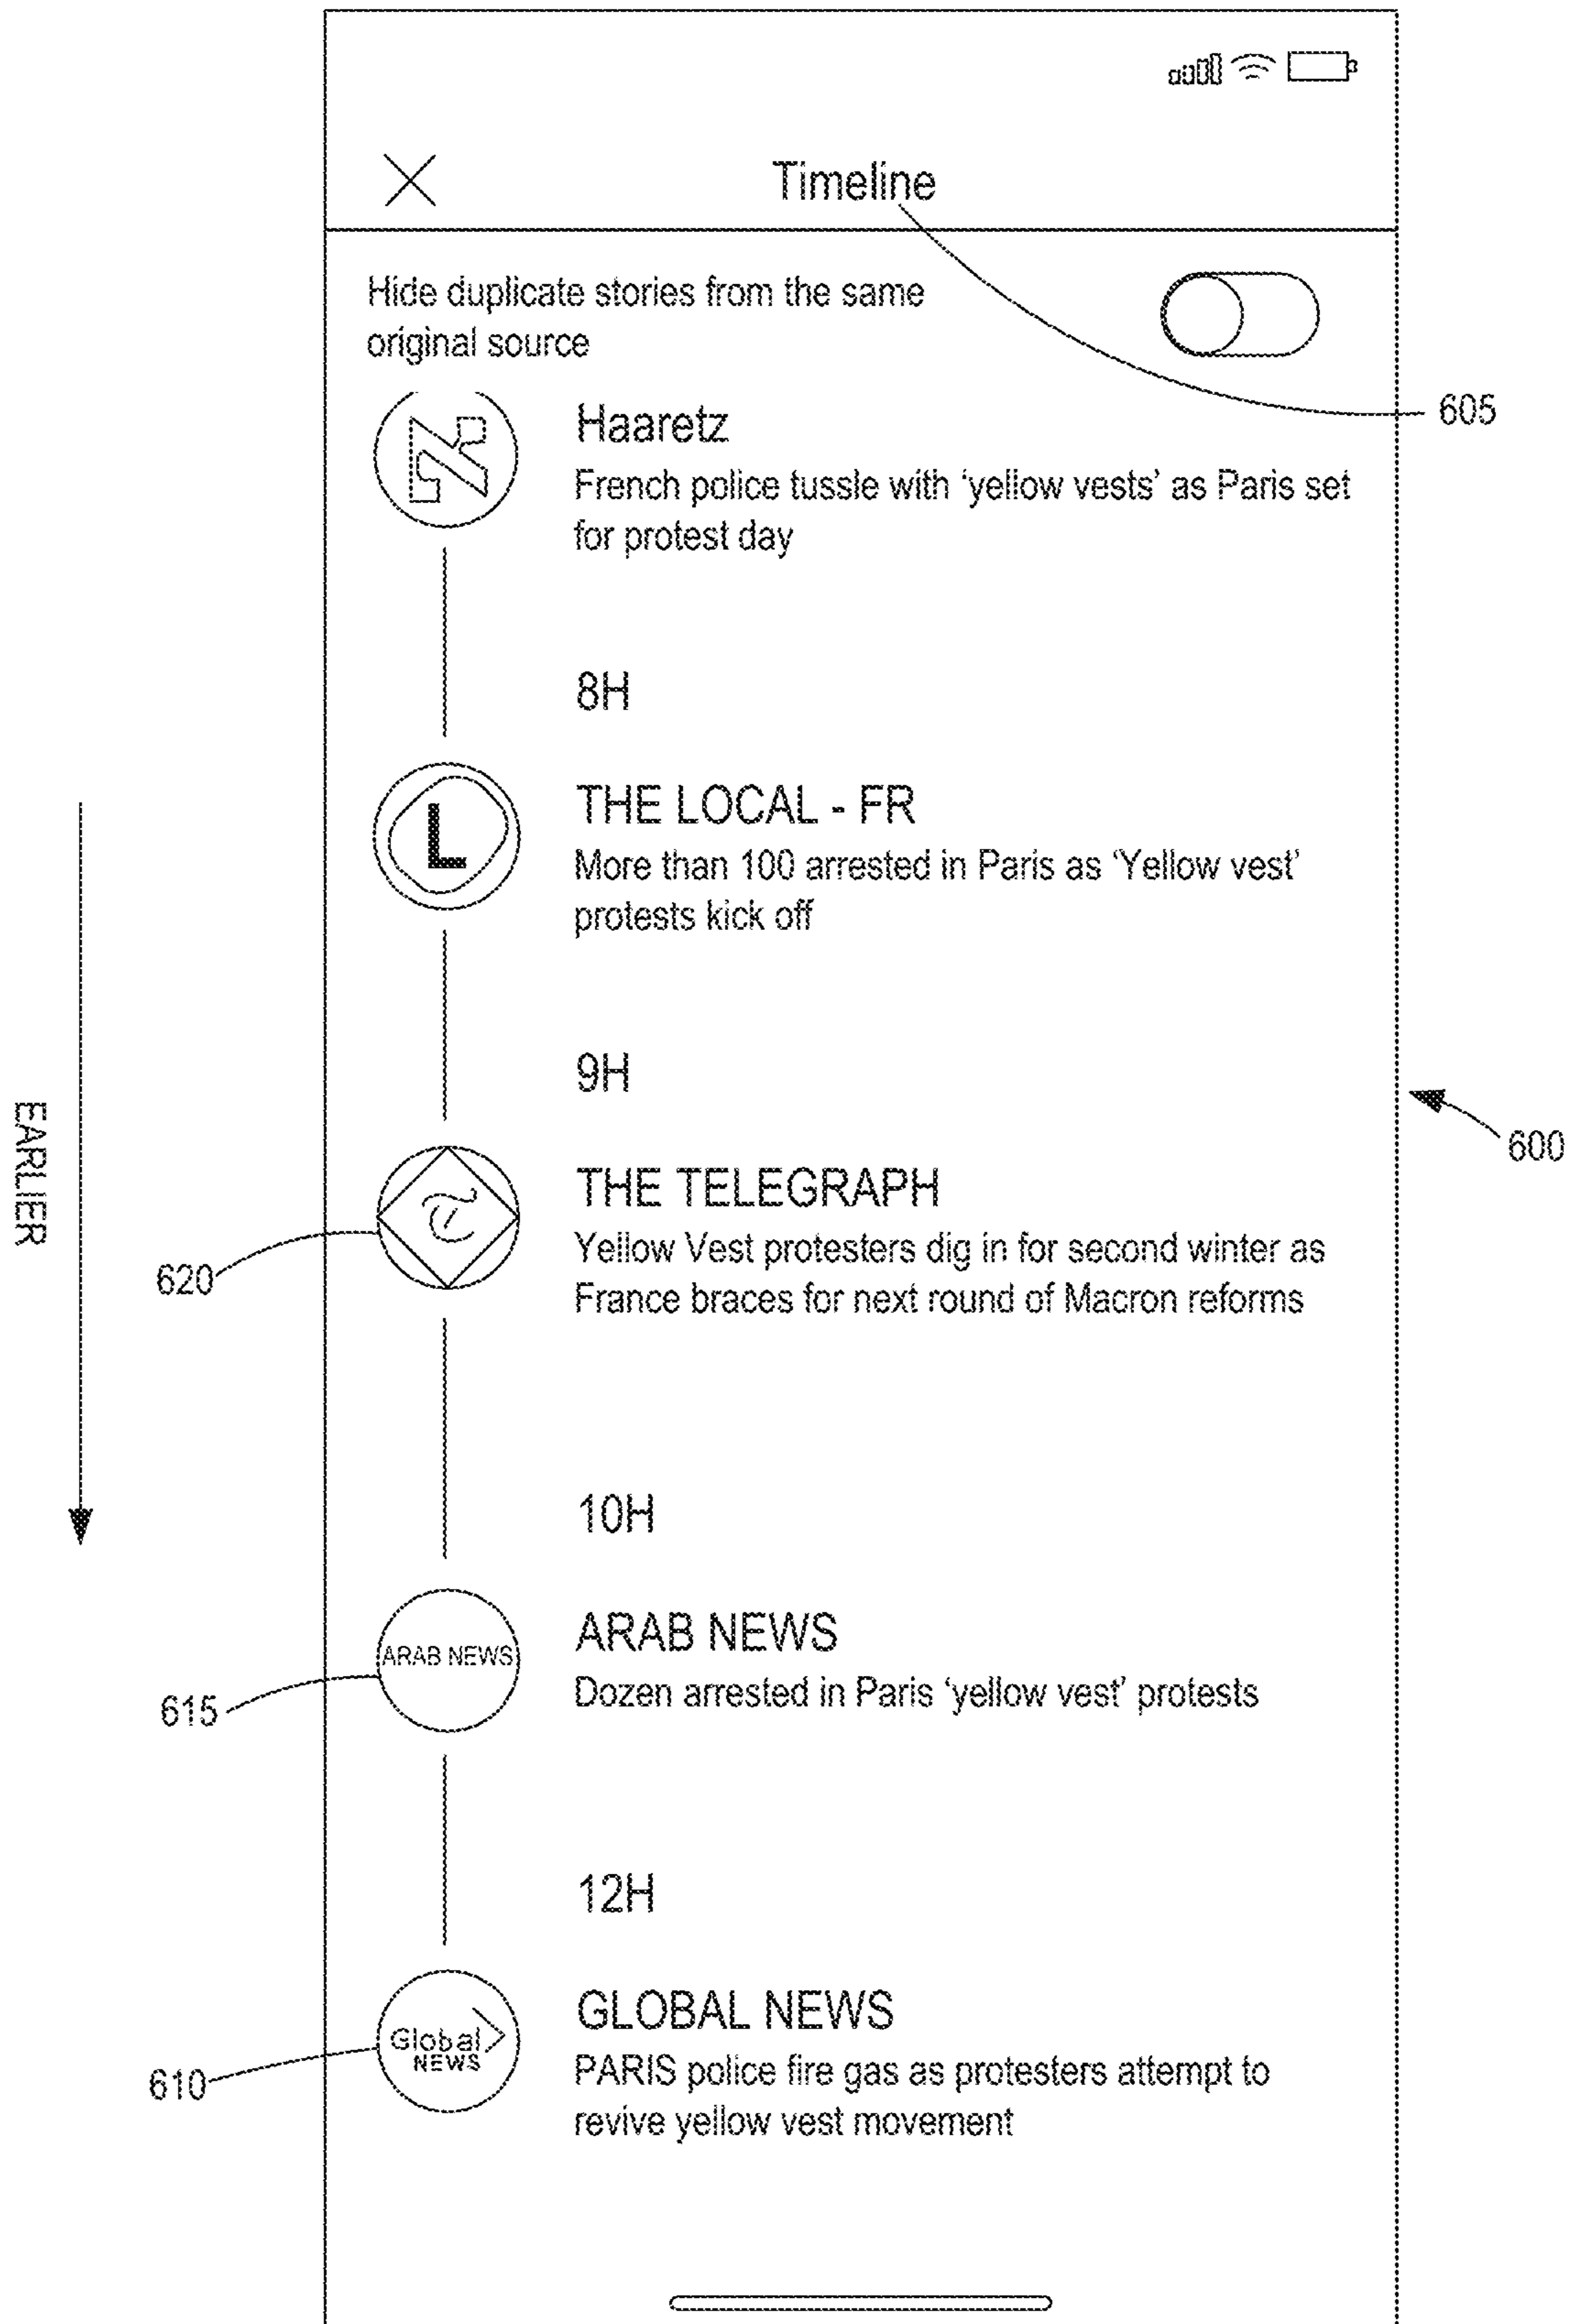 Timeline
Hide duplicate stories from the same
original source
605
Haaretz
French police tussle with ‘yellow vests’ as Paris set
for protest day
8H
L
THE LOCAL - FR
More than 100 arrested in Paris as ‘Yellow vest’
protests kick off
9H
EARLIER
600
THE TELEGRAPH
Yellow Vest protesters dig in for second winter as
France braces for next round of Macron reforms
T
620
10H
ARAB NEWS
ARAB NEWS
Dozen arrested in Paris ‘yellow vest’ protests
615
12H
GLOBAL NEWS
Global
NEWS
PARIS police fire gas as protesters attempt to
revive yellow vest movement
610